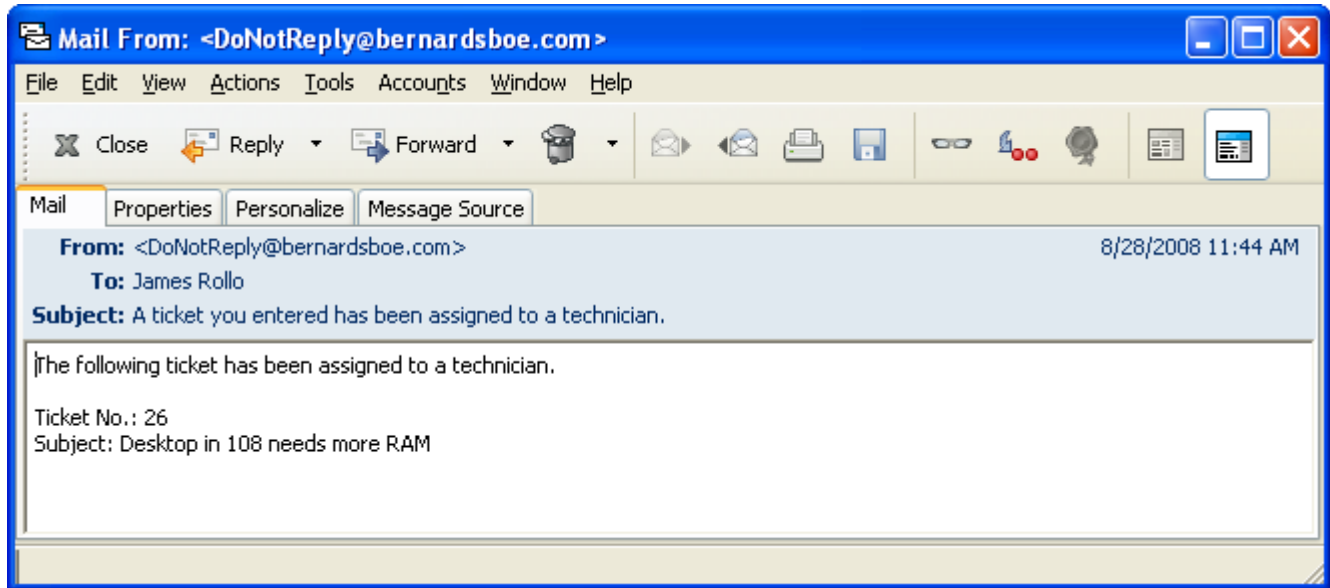 Mail From: <DoNotReply@bernardsboe.com>
File Edit View Actions Tools Accounts Window Help
Close Reply Forward
Mail Properties Personalize Message Source
From: <DoNotReply@bernardsboe.com> 8/28/2008 11:44 AM
To: James Rollo
Subject: A ticket you entered has been assigned to a technician.
The following ticket has been assigned to a technician.
Ticket No.: 26
Subject: Desktop in 108 needs more RAM